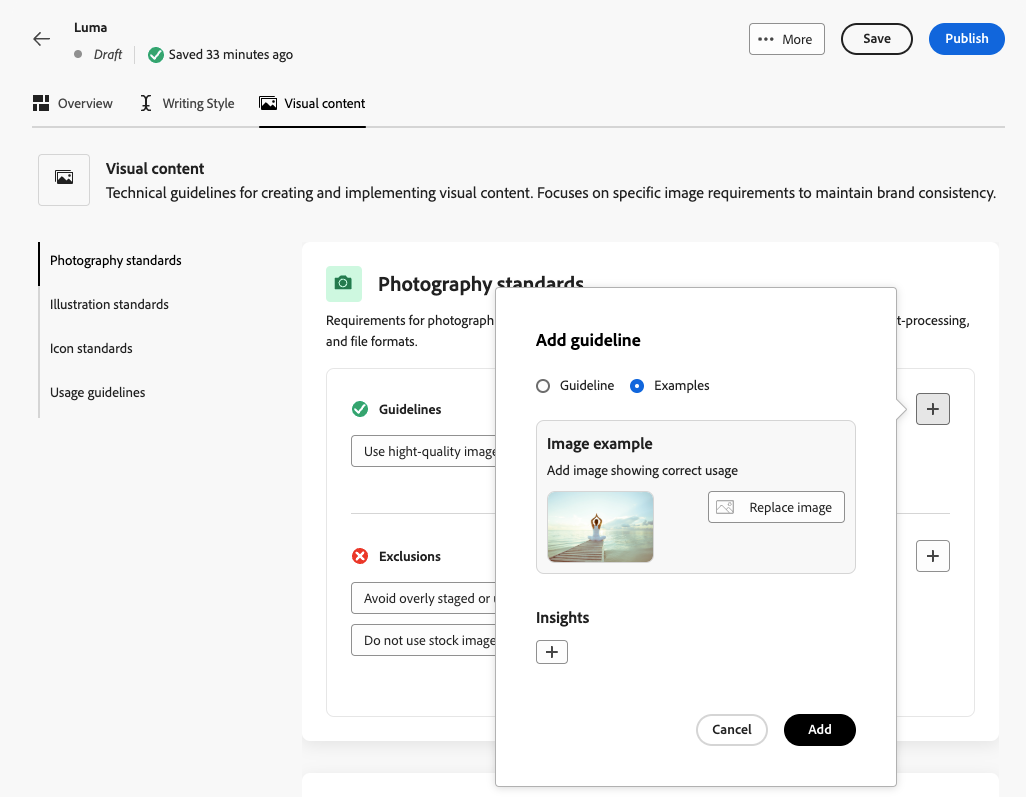 Luma
Draft
Saved 33 minutes ago
More
Save
Publish
Overview
Writing Style
Visual content
Visual content
Technical guidelines for creating and implementing visual content. Focuses on specific image requirements to maintain brand consistency.
Photography standards
Illustration standards
Icon standards
Usage guidelines
Photography standards
Requirements for photograph
t-processing,
and file formats.
Guidelines
Use hight-quality image
Exclusions
Avoid overly staged or
Do not use stock image
Add guideline
Guideline
Examples
Image example
Add image showing correct usage
Replace image
Insights
Cancel
Add